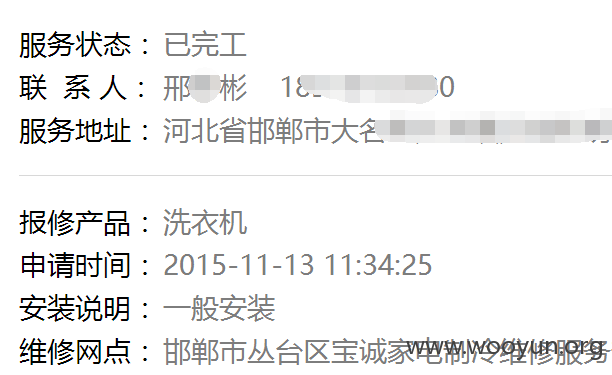 服务状态：已完工
联 系 人：邢 彬 18 0
服务地址：河北省邯郸市大名
报修产品：洗衣机
申请时间：2015-11-13 11:34:25
安装说明：一般安装
维修网点：邯郸市丛台区宝诚家电制冷维修服务
www.wooyun.org